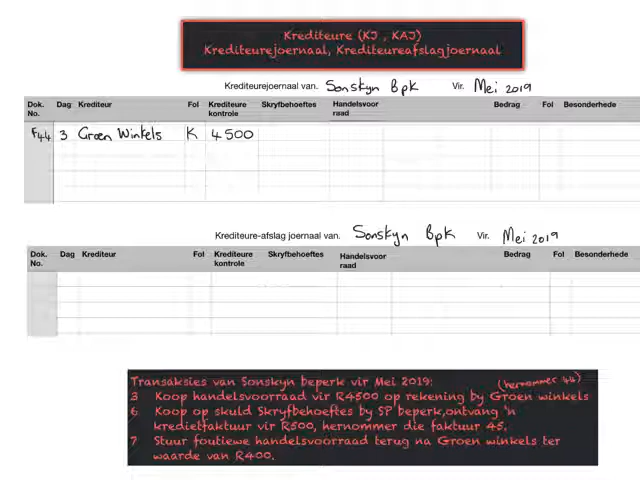 Krediteure (KJ , KAJ)
Krediteurejoernaal, Krediteureafslagjoernaal
Krediteurejoernaal van. Sonskyn Bpk Vir. Mei 2019
Dok. No. Dag Krediteur Fol Krediteure kontrole Skryfbehoeftes Handelsvoor raad Bedrag Fol Besonderhede
F44 3 Groen Winkels K 4 500
Krediteure-afslag joernaal van. Sonskyn Bpk Vir. Mei 2019
Dok. No. Dag Krediteur Fol Krediteure kontrole Skryfbehoeftes Handelsvoor raad Bedrag Fol Besonderhede
Transaksies van Sonskyn beperk vir Mei 2019: (hernommer 44)
3 Koop handelsvoorraad vir R4500 op rekening by Groen winkels
6 Koop op skuld Skryfbehoeftes by SP beperk,ontvang 'n
kredietfaktuur vir R500, hernommer die faktuur 45.
7 Stuur foutiewe handelsvoorraad terug na Groen winkels ter
waarde van R400.